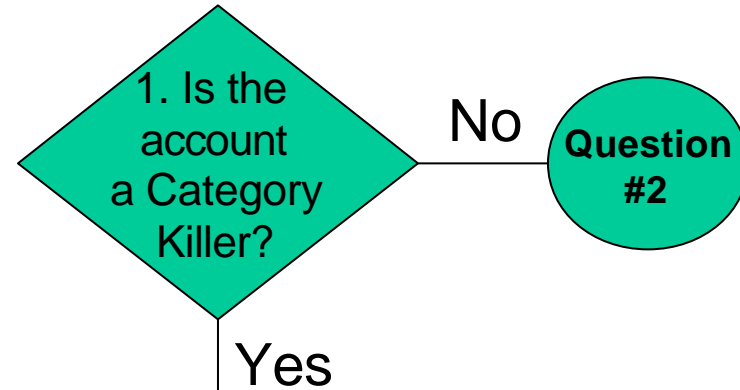 1. Is the
account
a Category
Killer?
No
Question
#2
Yes